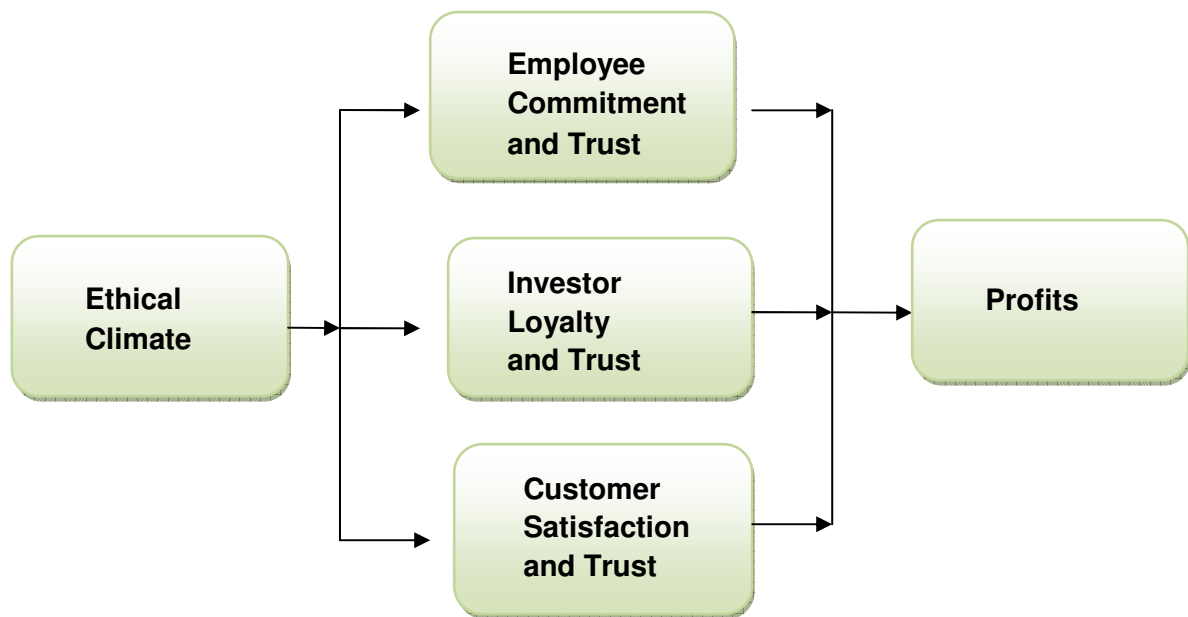 Ethical
Climate
Employee
Commitment
and Trust
Investor
Loyalty
and Trust
Customer
Satisfaction
and Trust
Profits